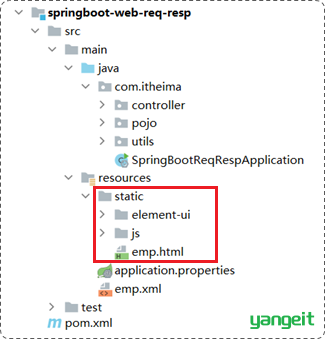 springboot-web-req-resp
src
main
java
com.itheima
controller
pojo
utils
SpringBootReqRespApplication
resources
static
element-ui
js
emp.html
application.properties
emp.xml
test
pom.xml
yangeit